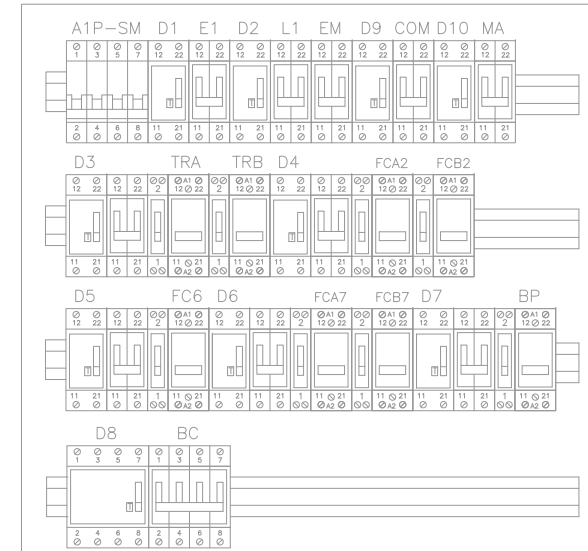 A1P-SM D1 E1 D2 L1 EM D9 COM D10 MA
1 3 5 7 12 22 12 22 12 22 12 22 12 22 12 22 12 22 12 22 12 22
T T T T
2 4 6 8 11 21 11 21 11 21 11 21 11 21 11 21 11 21 11 21 11 21
D3 TRA TRB D4 FCA2 FCB2
A1 A1 A1 A1
12 22 12 22 2 12 22 2 12 22 12 22 12 22 2 12 22 2 12 22
T T
11 21 11 21 1 11 21 1 11 21 11 21 11 21 1 11 21 1 11 21
A2 A2 A2 A2
D5 FC6 D6 FCA7 FCB7 D7 BP
A1 A1 A1 A1
12 22 12 22 2 12 22 12 22 12 22 2 12 22 2 12 22 12 22 12 22 2 12 22
T T T
11 21 11 21 1 11 21 11 21 11 21 1 11 21 1 11 21 11 21 11 21 1 11 21
A2 A2 A2 A2
D8 BC
1 3 5 7 1 3 5 7
T
2 4 6 8 2 4 6 8